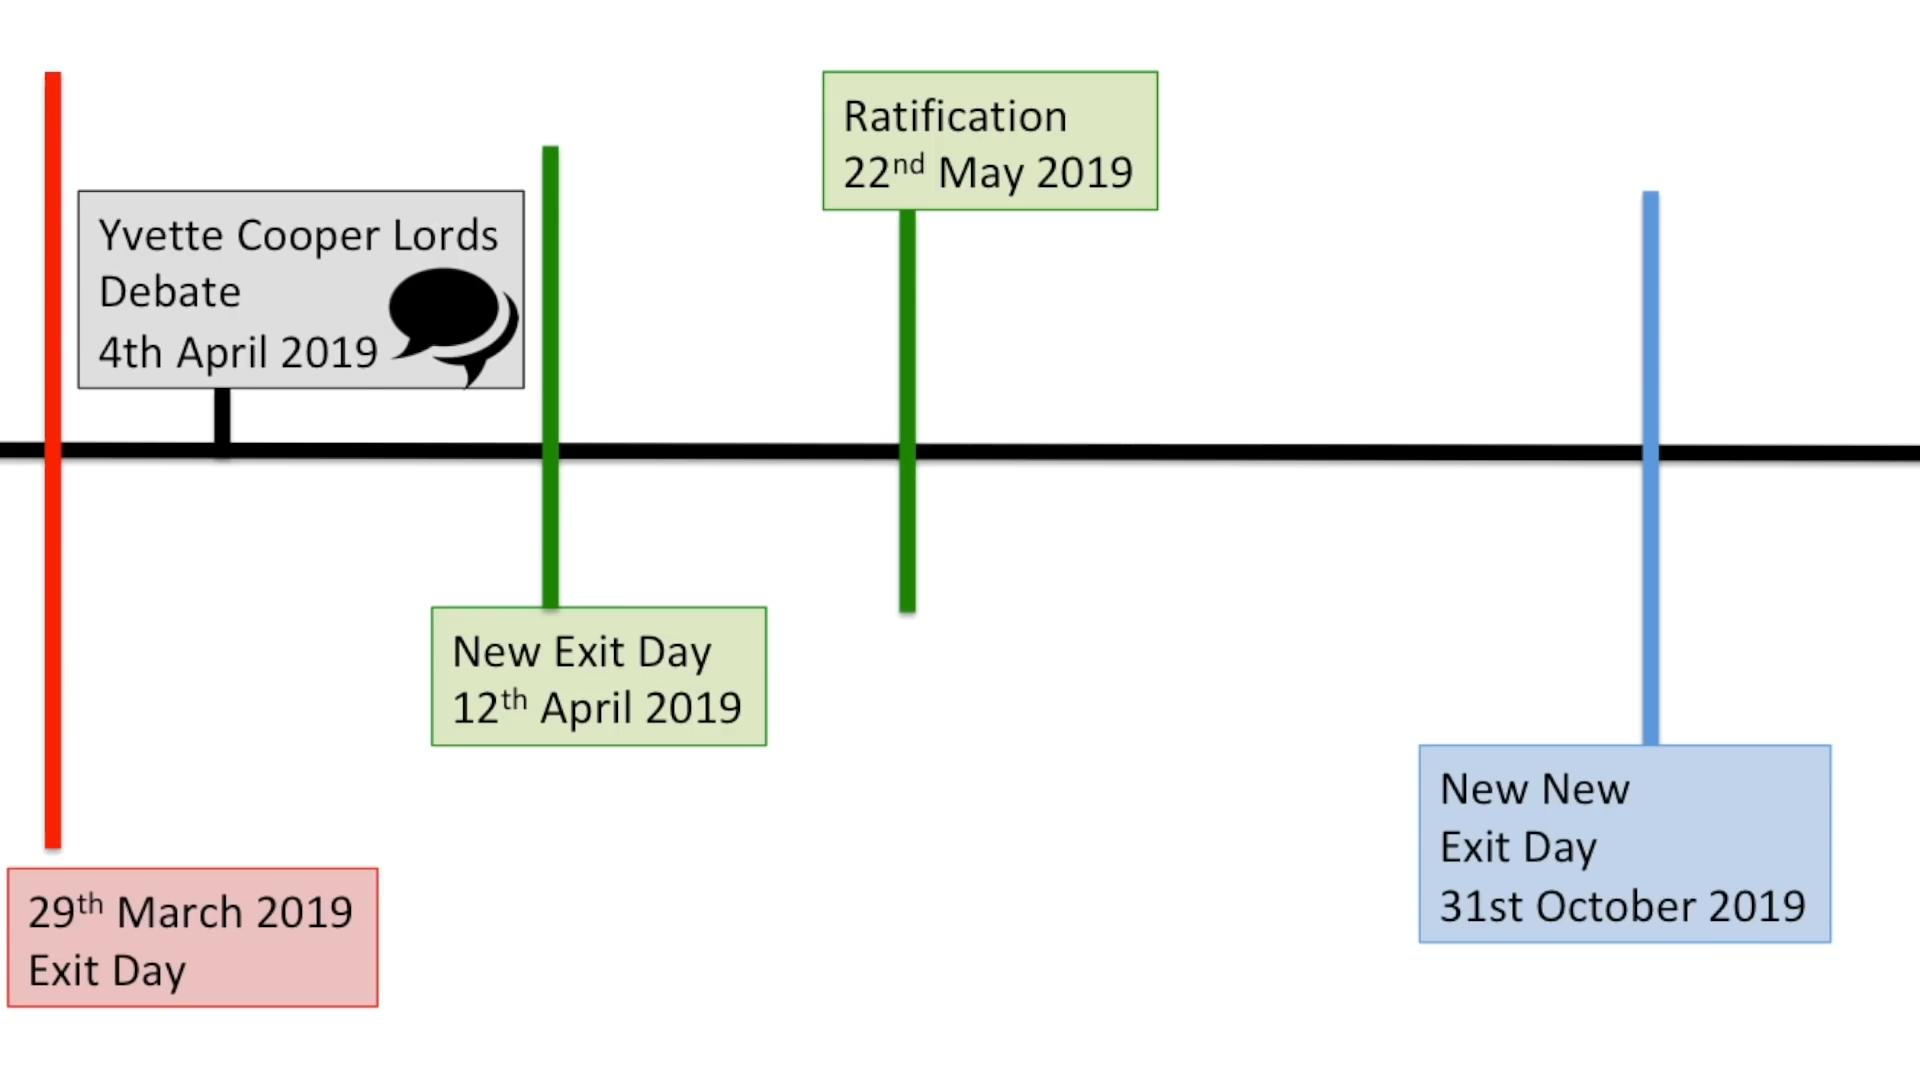 Ratification
22nd May 2019
Yvette Cooper Lords
Debate
4th April 2019
New Exit Day
12th April 2019
New New
Exit Day
31st October 2019
29th March 2019
Exit Day